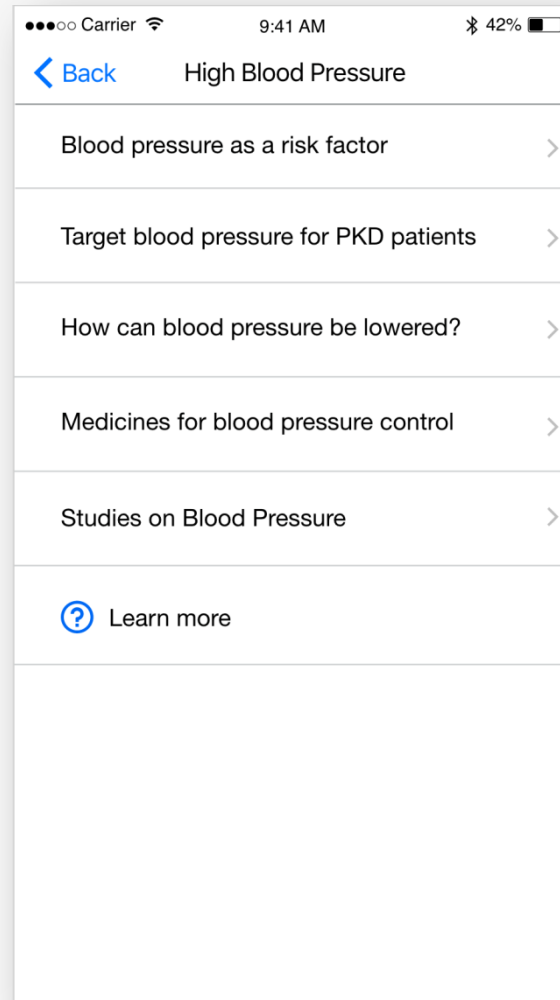 Carrier 9:41 AM 42%
Back High Blood Pressure
Blood pressure as a risk factor
Target blood pressure for PKD patients
How can blood pressure be lowered?
Medicines for blood pressure control
Studies on Blood Pressure
? Learn more